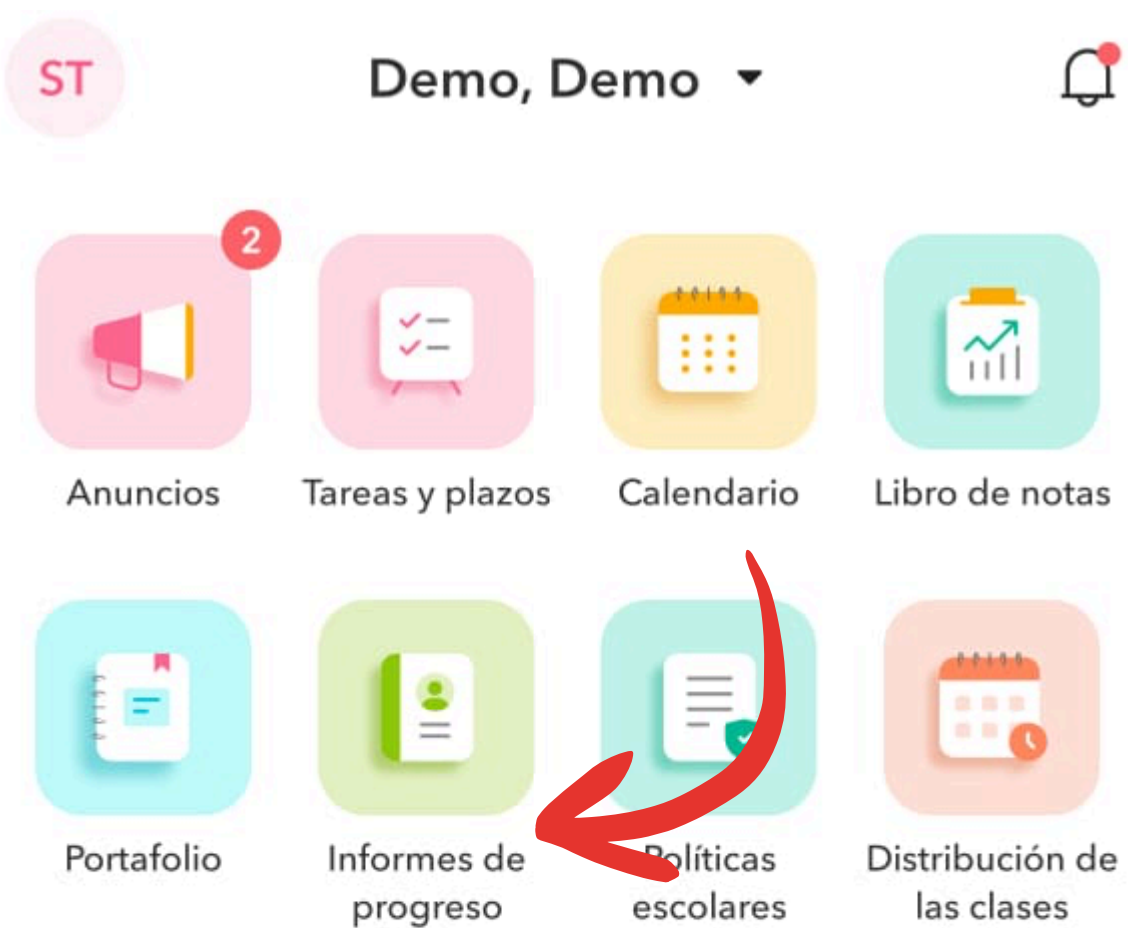 ST
Demo, Demo
2
Anuncios
Tareas y plazos
Calendario
Libro de notas
Portafolio
Informes de
progreso
Políticas
escolares
Distribución de
las clases